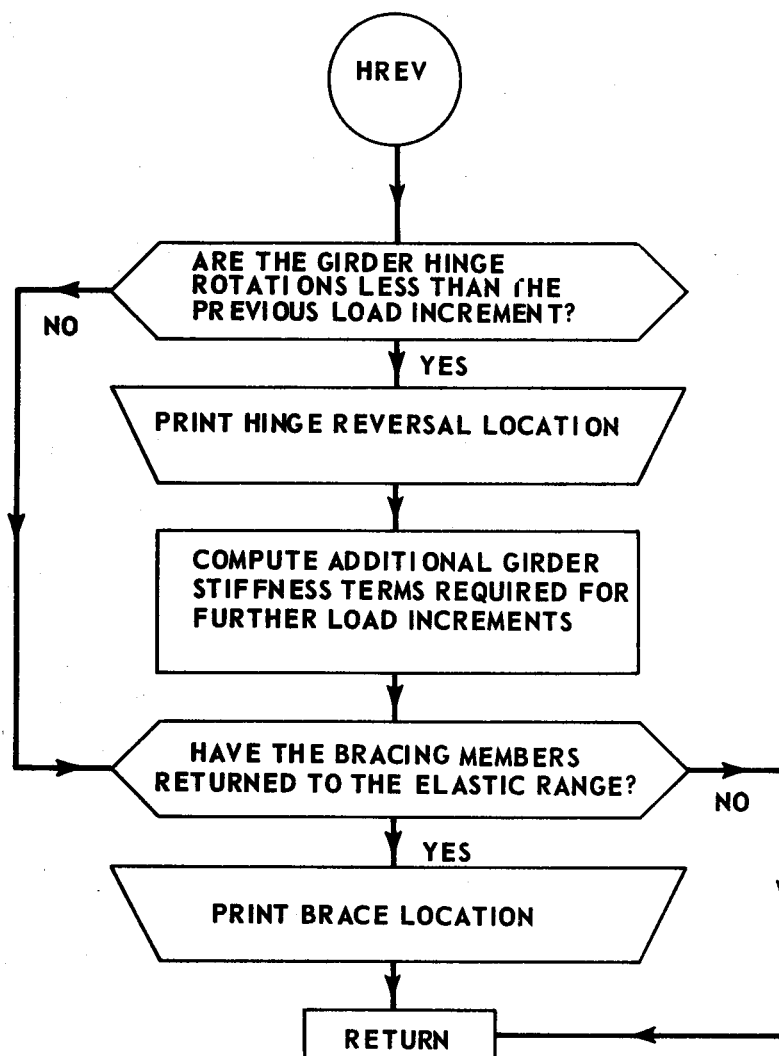 HREV
ARE THE GIRDER HINGE
ROTATIONS LESS THAN THE
PREVIOUS LOAD INCREMENT?
NO
YES
PRINT HINGE REVERSAL LOCATION
COMPUTE ADDITIONAL GIRDER
STIFFNESS TERMS REQUIRED FOR
FURTHER LOAD INCREMENTS
HAVE THE BRACING MEMBERS
RETURNED TO THE ELASTIC RANGE?
NO
YES
PRINT BRACE LOCATION
RETURN